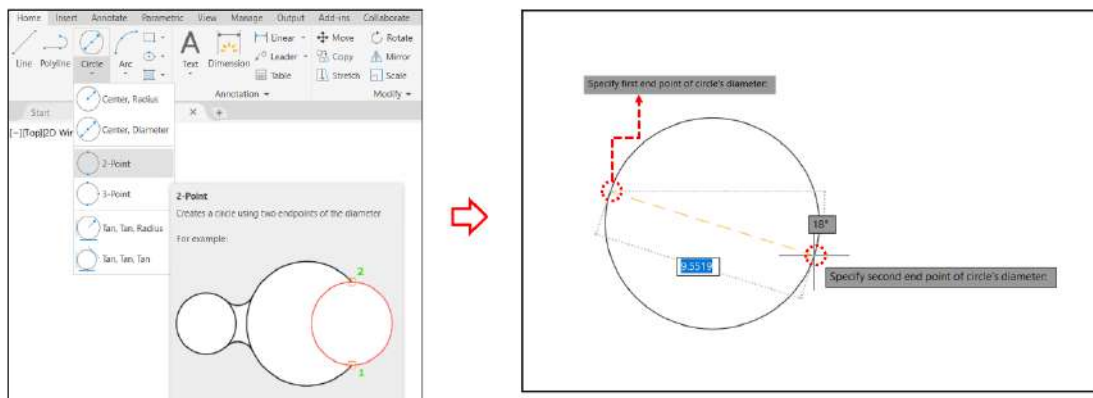 Home Insert Annotate Parametric View Manage Output Add-ins Collaborate
Line Polyline Circle Arc Text Dimension
Linear Move Rotate
Leader Copy Mirror
Table Stretch Scale
Annotation Modify
Start
[-][Top][2D Wir
Center, Radius
Center, Diameter
2-Point
3-Point
Tan, Tan, Radius
Tan, Tan, Tan
2-Point
Creates a circle using two endpoints of the diameter
For example:
2
1
Specify first end point of circle's diameter:
18°
9.5519
Specify second end point of circle's diameter: